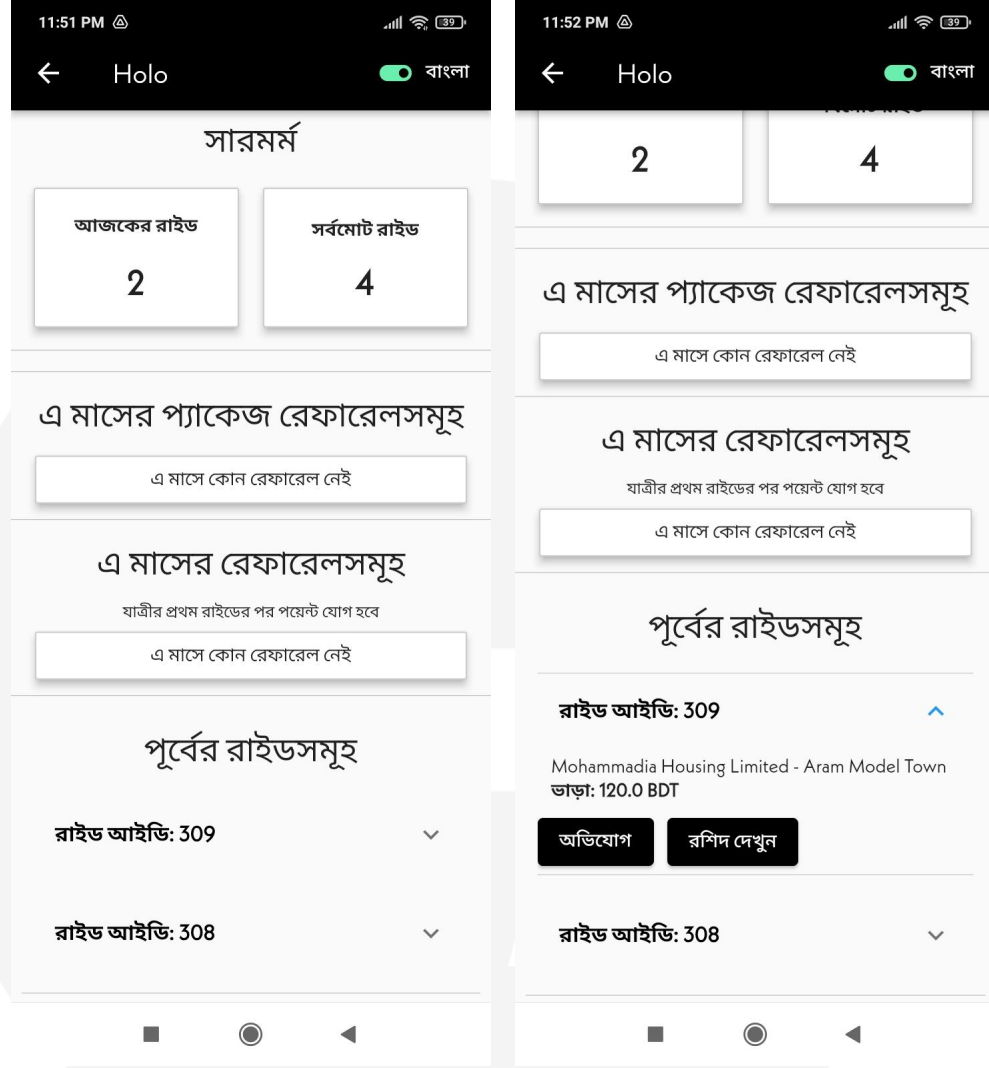 11:51 PM
39
Holo
বাংলা
সারমর্ম
আজকের রাইড
সর্বমোট রাইড
2
4
এ মাসের প্যাকেজ রেফারেলসমূহ
এ মাসে কোন রেফারেল নেই
এ মাসের রেফারেলসমূহ
যাত্রীর প্রথম রাইডের পর পয়েন্ট যোগ হবে
এ মাসে কোন রেফারেল নেই
পূর্বের রাইডসমূহ
রাইড আইডি: 309
রাইড আইডি: 308
11:52 PM
39
Holo
বাংলা
2
4
এ মাসের প্যাকেজ রেফারেলসমূহ
এ মাসে কোন রেফারেল নেই
এ মাসের রেফারেলসমূহ
যাত্রীর প্রথম রাইডের পর পয়েন্ট যোগ হবে
এ মাসে কোন রেফারেল নেই
পূর্বের রাইডসমূহ
রাইড আইডি: 309
Mohammadia Housing Limited - Aram Model Town
ভাড়া: 120.0 BDT
অভিযোগ
রশিদ দেখুন
রাইড আইডি: 308